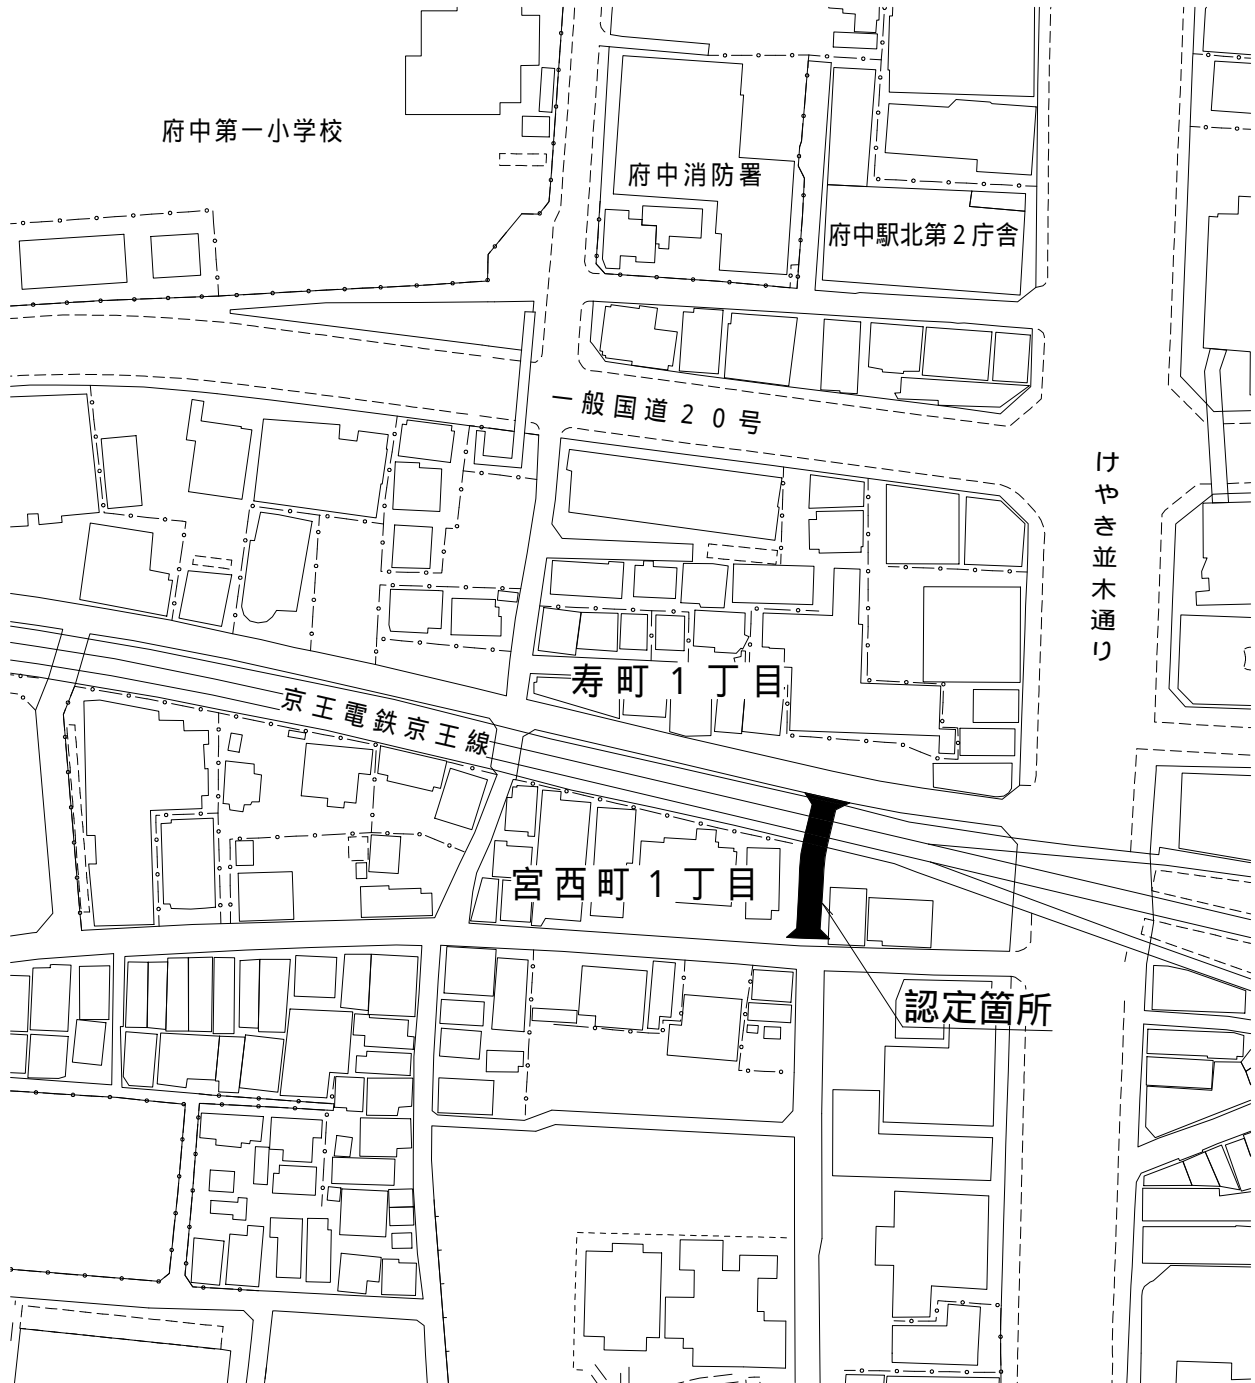 府中第一小学校
府中消防署
府中駅北第2庁舎
一般国道20号
けやき並木通り
寿町1丁目
京王電鉄京王線
宮西町1丁目
認定箇所